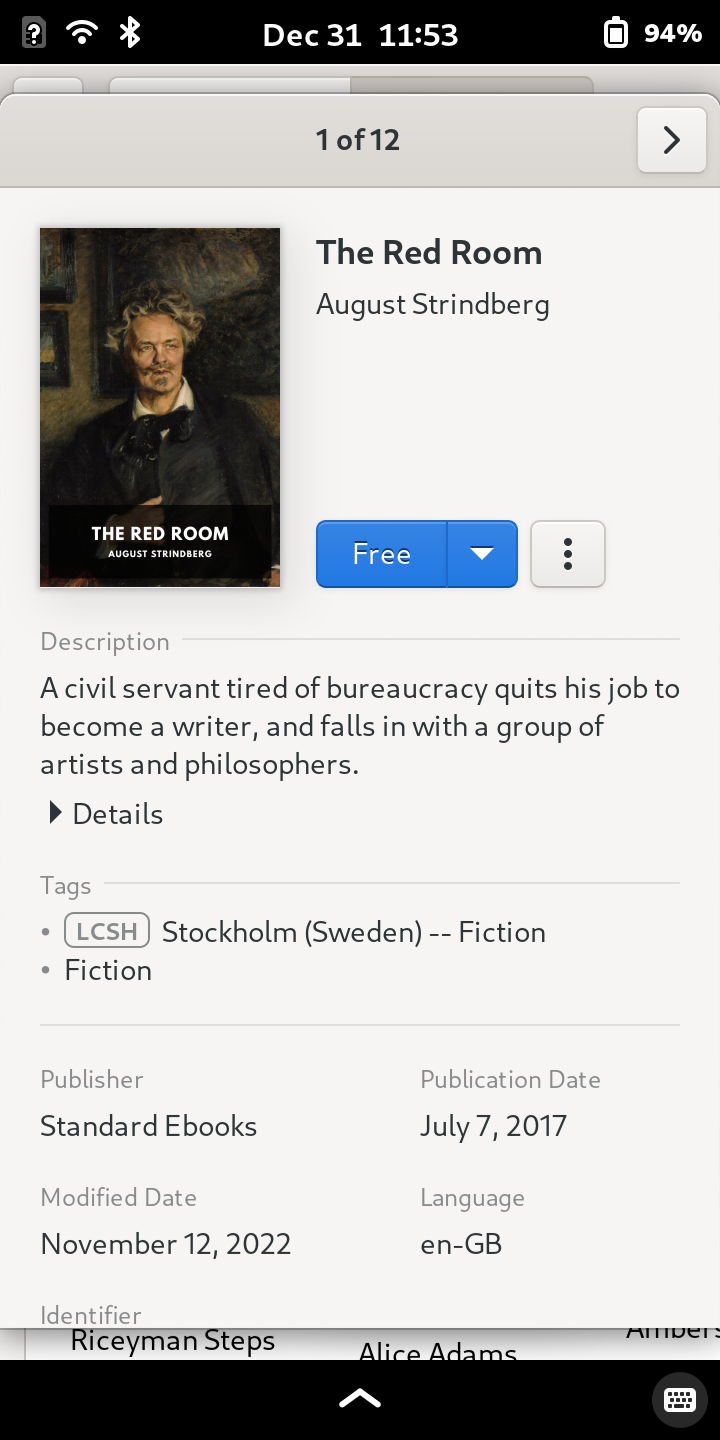 Dec 31 11:53
94%
1 of 12
The Red Room
August Strindberg
THE RED ROOM
AUGUST STRINDBERG
Free
Description
A civil servant tired of bureaucracy quits his job to
become a writer, and falls in with a group of
artists and philosophers.
Details
Tags
• LCSH Stockholm (Sweden) -- Fiction
• Fiction
Publisher
Publication Date
Standard Ebooks
July 7, 2017
Modified Date
Language
November 12, 2022
en-GB
Identifier
Riceyman Steps
Alice Adams